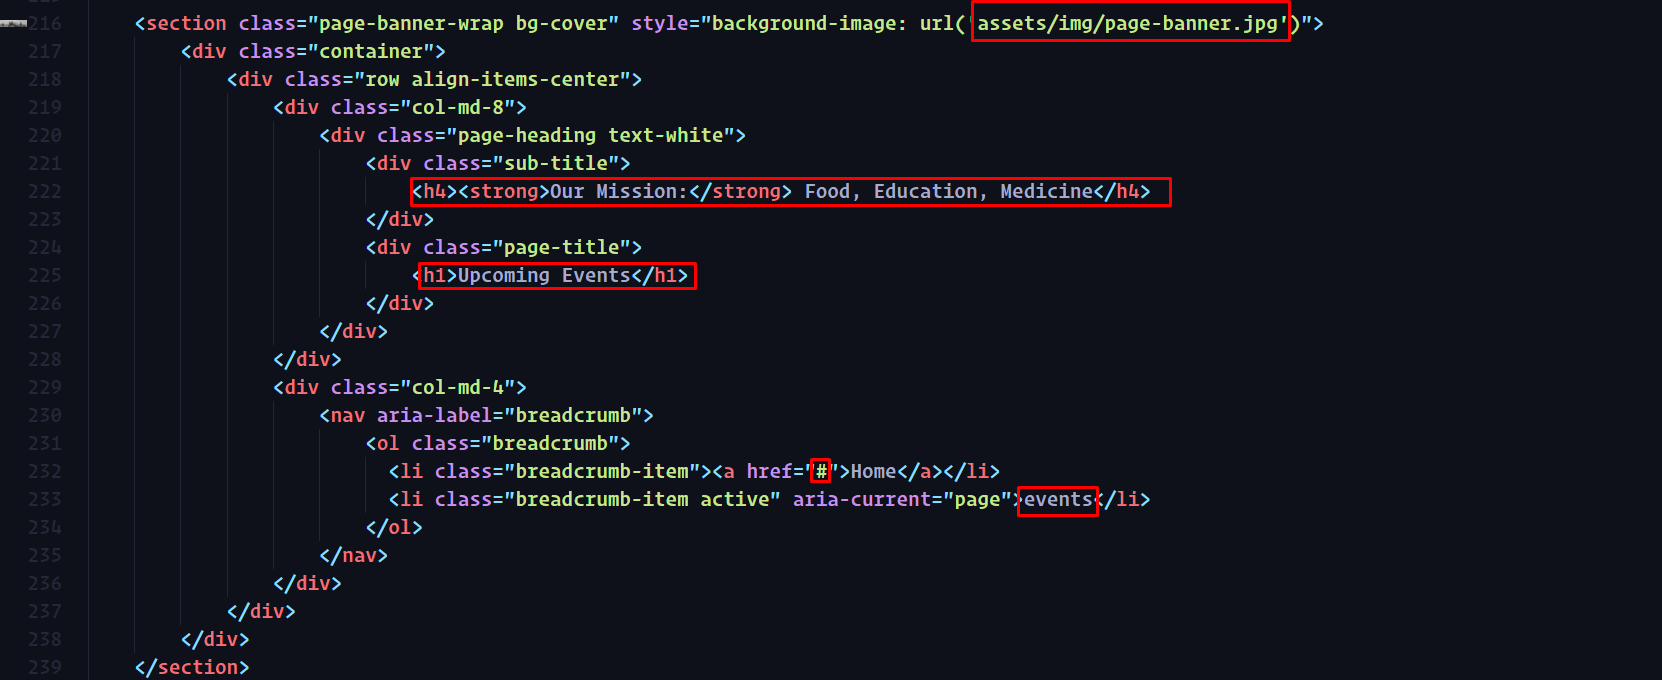 216 <section class="page-banner-wrap bg-cover" style="background-image: url('assets/img/page-banner.jpg')">
217 <div class="container">
218 <div class="row align-items-center">
219 <div class="col-md-8">
220 <div class="page-heading text-white">
221 <div class="sub-title">
222 <h4><strong>Our Mission:</strong> Food, Education, Medicine</h4>
223 </div>
224 <div class="page-title">
225 <h1>Upcoming Events</h1>
226 </div>
227 </div>
228 </div>
229 <div class="col-md-4">
230 <nav aria-label="breadcrumb">
231 <ol class="breadcrumb">
232 <li class="breadcrumb-item"><a href="#">Home</a></li>
233 <li class="breadcrumb-item active" aria-current="page">events</li>
234 </ol>
235 </nav>
236 </div>
237 </div>
238 </div>
239 </section>